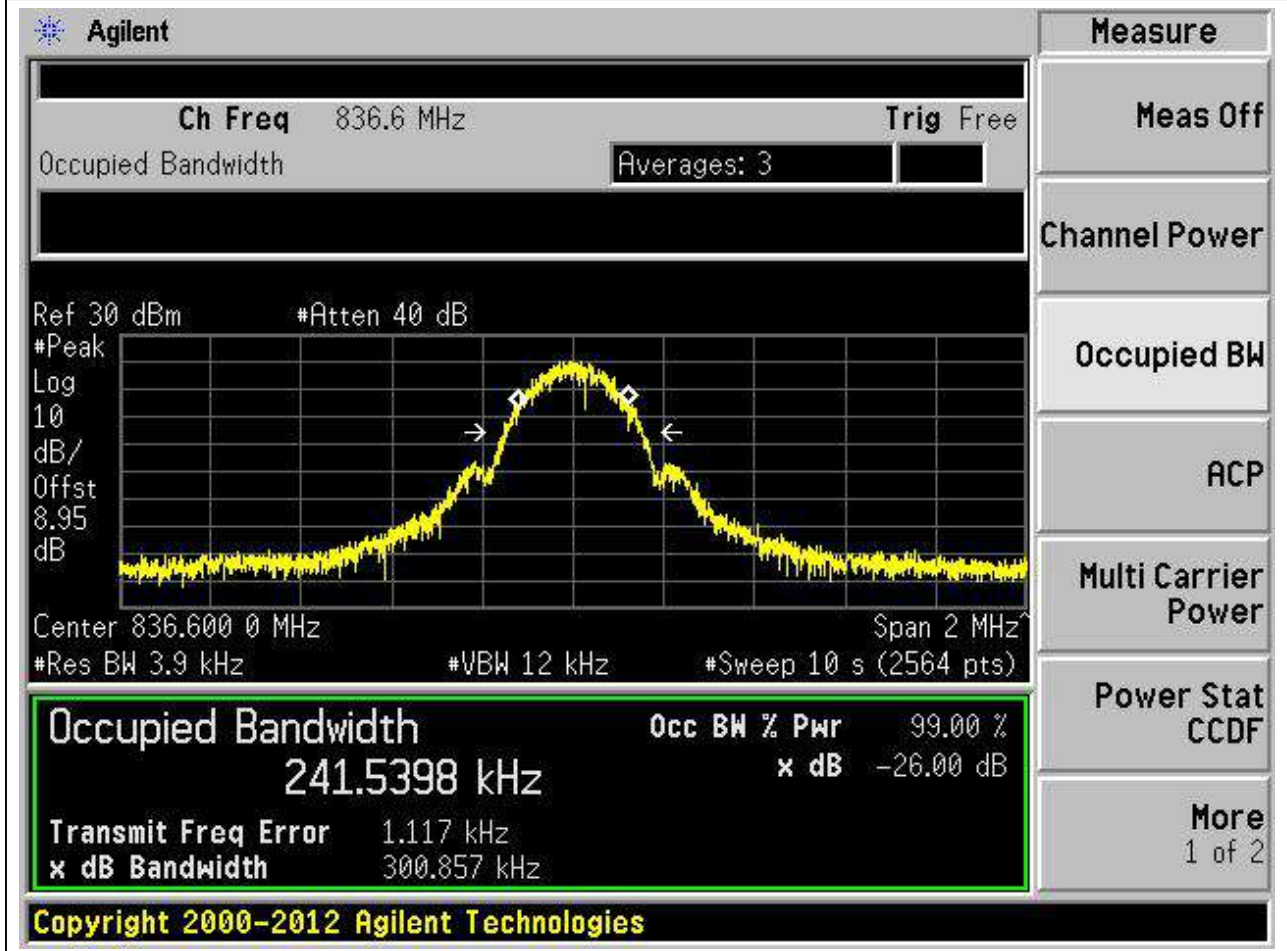 Agilent
Measure
Ch Freq 836.6 MHz Trig Free
Occupied Bandwidth Averages: 3
Ref 30 dBm #Atten 40 dB
#Peak
Log
10
dB/
Offst
8.95
dB
Center 836.600 0 MHz Span 2 MHz^
#Res BW 3.9 kHz #VBW 12 kHz #Sweep 10 s (2564 pts)
Occupied Bandwidth Occ BW % Pwr 99.00 %
241.5398 kHz x dB -26.00 dB
Transmit Freq Error 1.117 kHz
x dB Bandwidth 300.857 kHz
Copyright 2000-2012 Agilent Technologies
Meas Off
Channel Power
Occupied BW
ACP
Multi Carrier
Power
Power Stat
CCDF
More
1 of 2